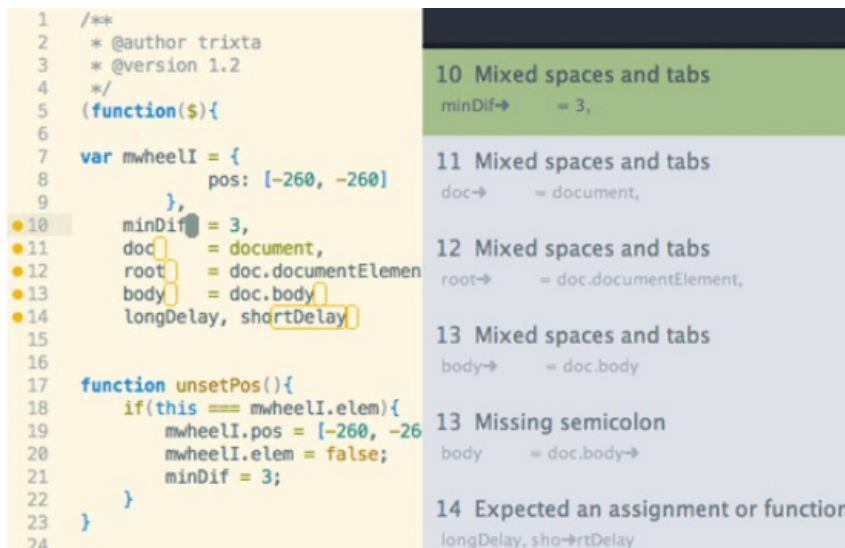 1 /**
2  * @author trixta
3  * @version 1.2
4  */
5 (function($){
6
7 var mwheelI = {
8             pos: [-260, -260]
9         },
10    minDif = 3,
11    doc     = document,
12    root    = doc.documentElemen
13    body    = doc.body
14    longDelay, shortDelay
15
16
17 function unsetPos(){
18     if(this === mwheelI.elem){
19         mwheelI.pos = [-260, -26
20         mwheelI.elem = false;
21         minDif = 3;
22     }
23 }
24
10 Mixed spaces and tabs
minDif➔ = 3,
11 Mixed spaces and tabs
doc➔ = document,
12 Mixed spaces and tabs
root➔ = doc.documentElement,
13 Mixed spaces and tabs
body➔ = doc.body
13 Missing semicolon
body = doc.body➔
14 Expected an assignment or function
longDelay, sho➔rtDelay